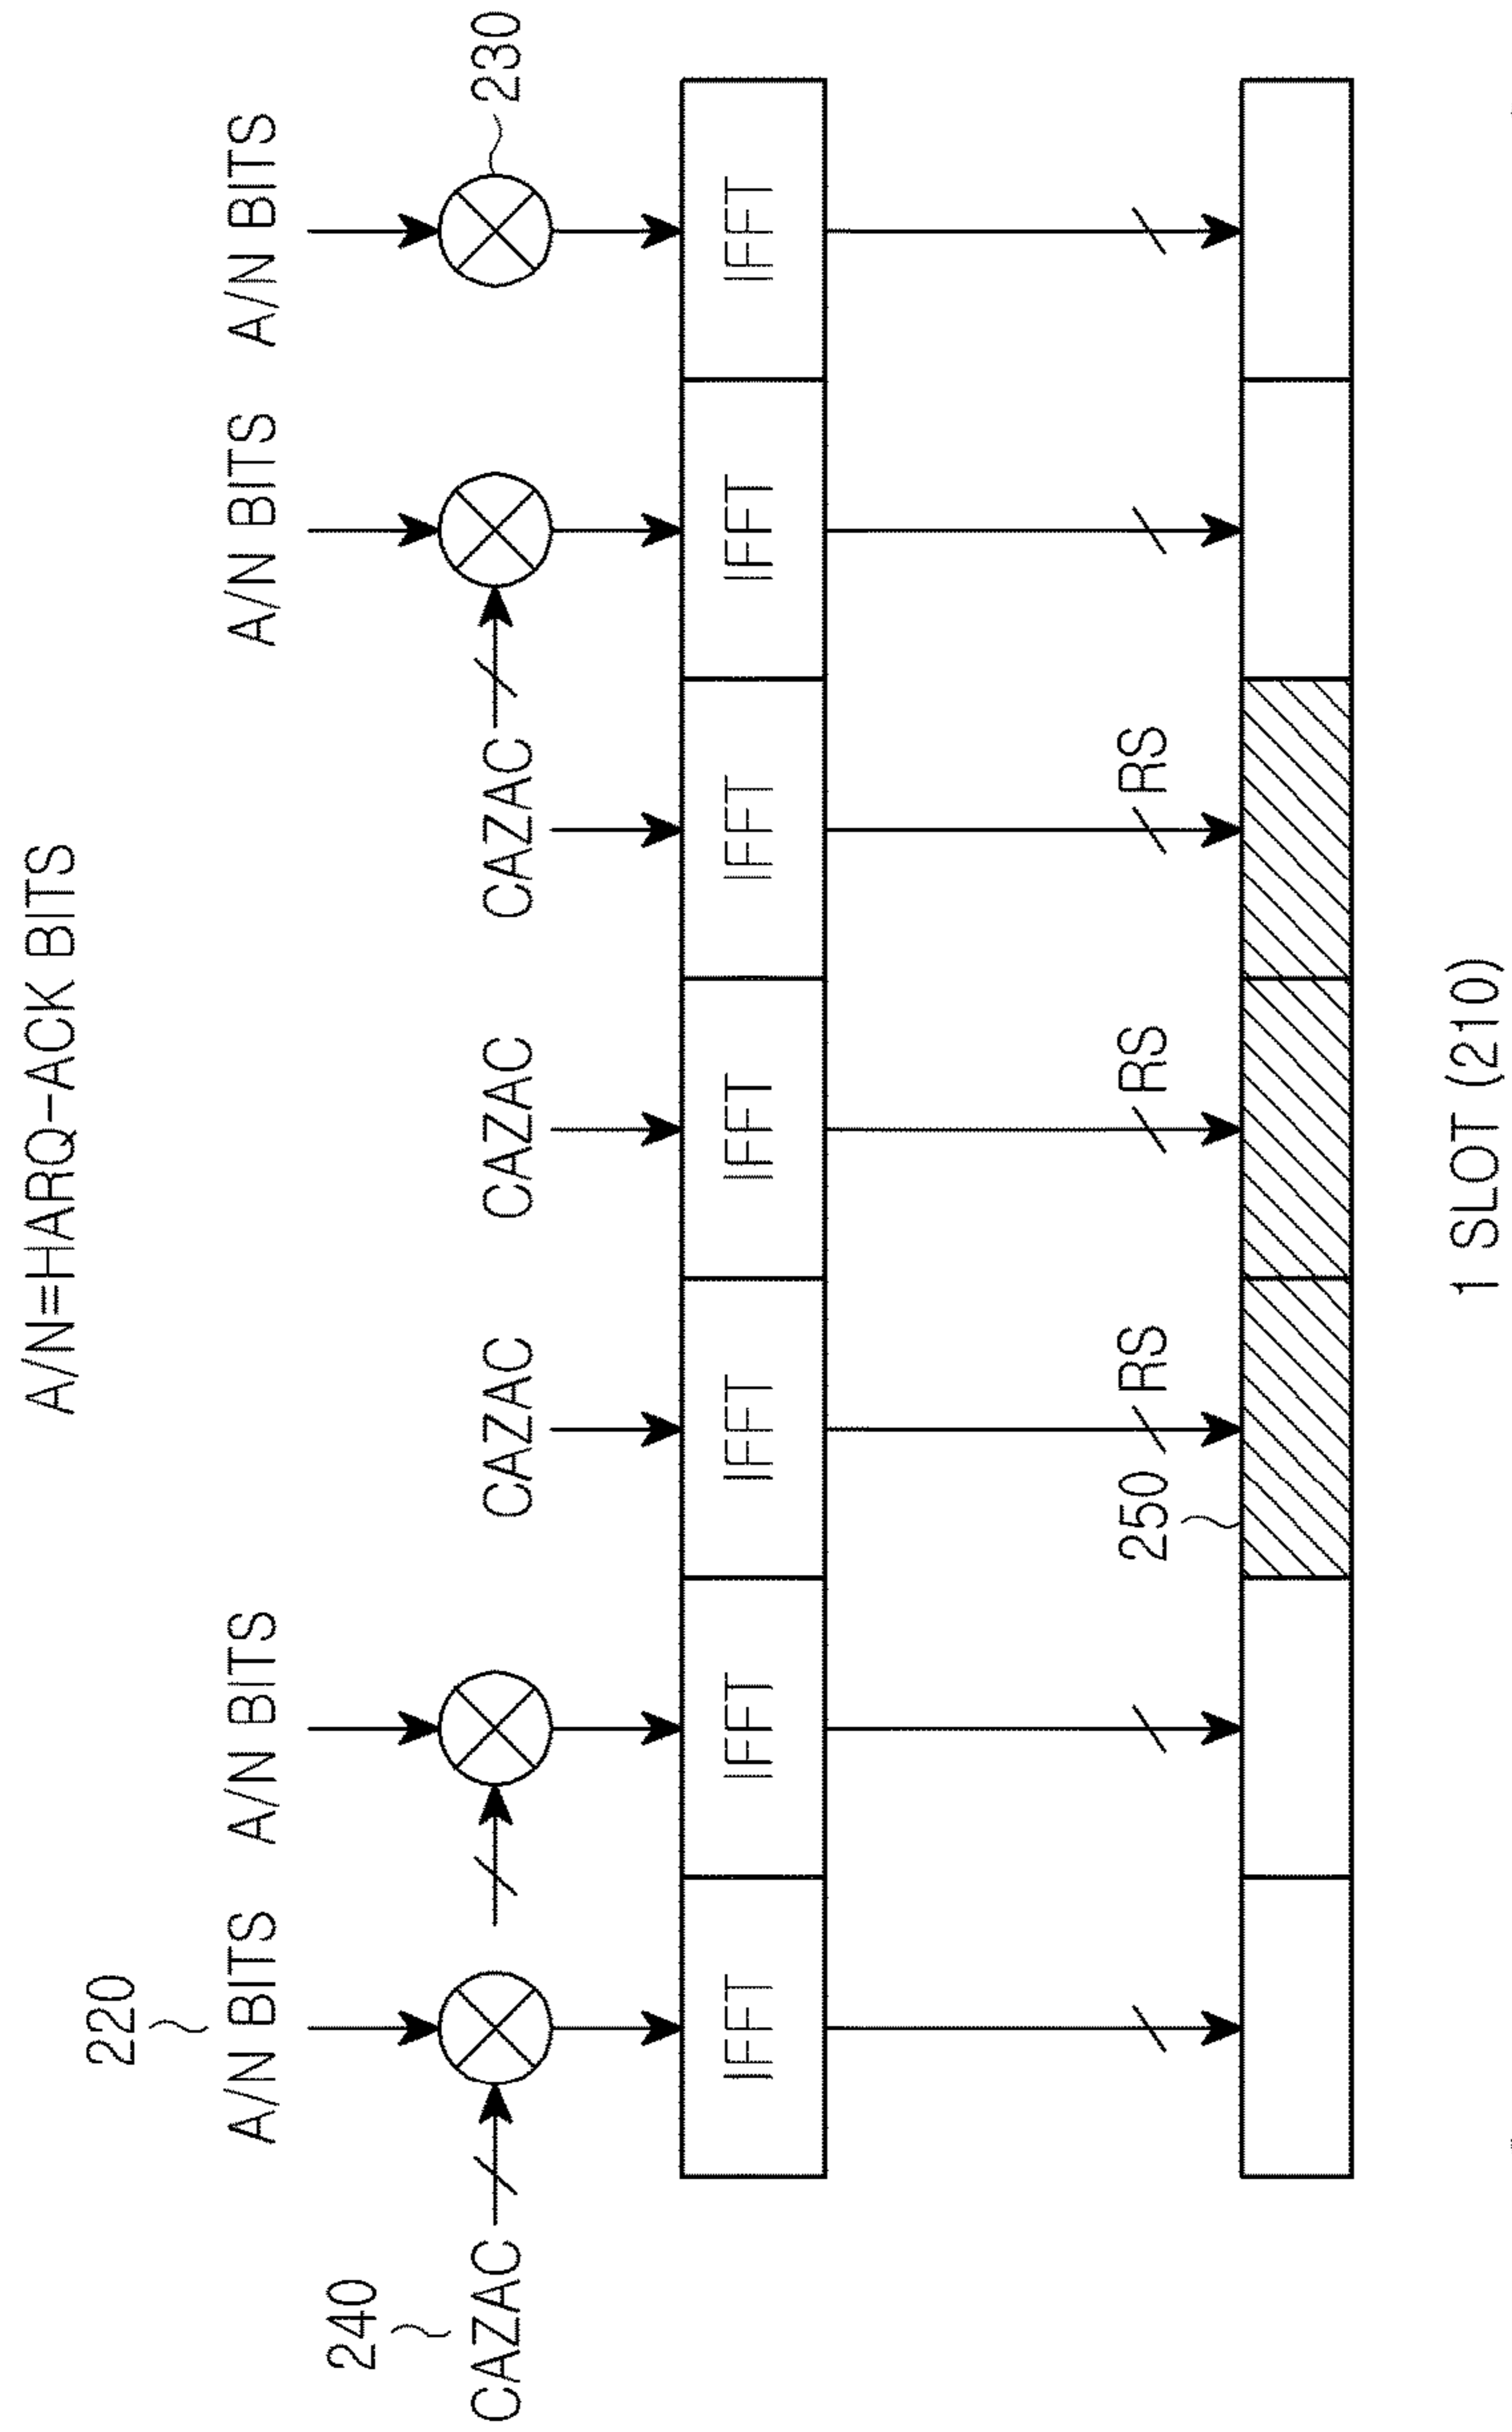 A/N=HARQ-ACK BITS
220
A/N BITS A/N BITS A/N BITS A/N BITS
240
CAZAC CAZAC CAZAC CAZAC 230
IFFT IFFT IFFT IFFT IFFT IFFT IFFT
250 RS RS RS
1 SLOT (210)